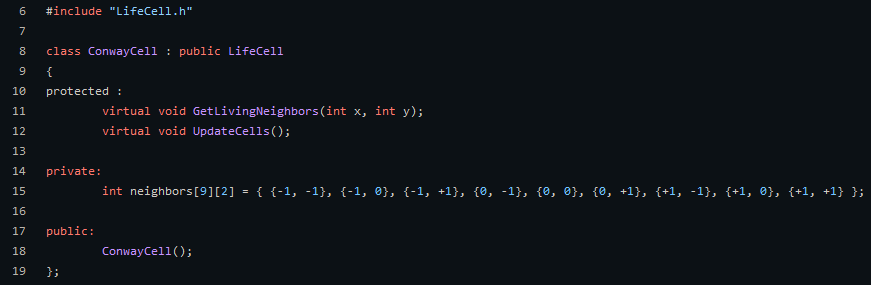 6 #include "LifeCell.h"
7
8 class ConwayCell : public LifeCell
9 {
10 protected :
11         virtual void GetLivingNeighbors(int x, int y);
12         virtual void UpdateCells();
13
14 private:
15         int neighbors[9][2] = { {-1, -1}, {-1, 0}, {-1, +1}, {0, -1}, {0, 0}, {0, +1}, {+1, -1}, {+1, 0}, {+1, +1} };
16
17 public:
18         ConwayCell();
19 };